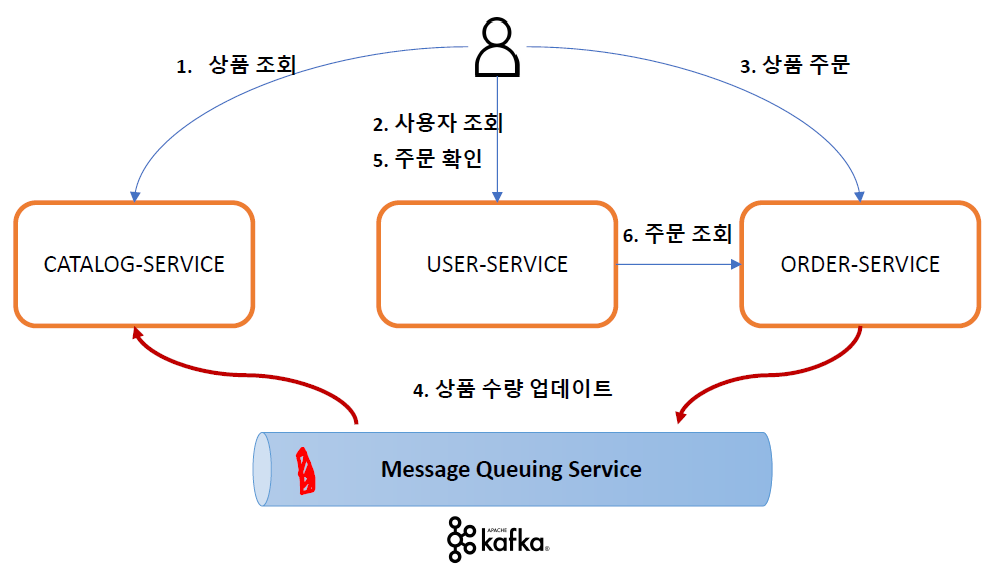 1. 상품 조회
3. 상품 주문
2. 사용자 조회
5. 주문 확인
6. 주문 조회
CATALOG-SERVICE
USER-SERVICE
ORDER-SERVICE
4. 상품 수량 업데이트
Message Queuing Service
APACHE
kafka®